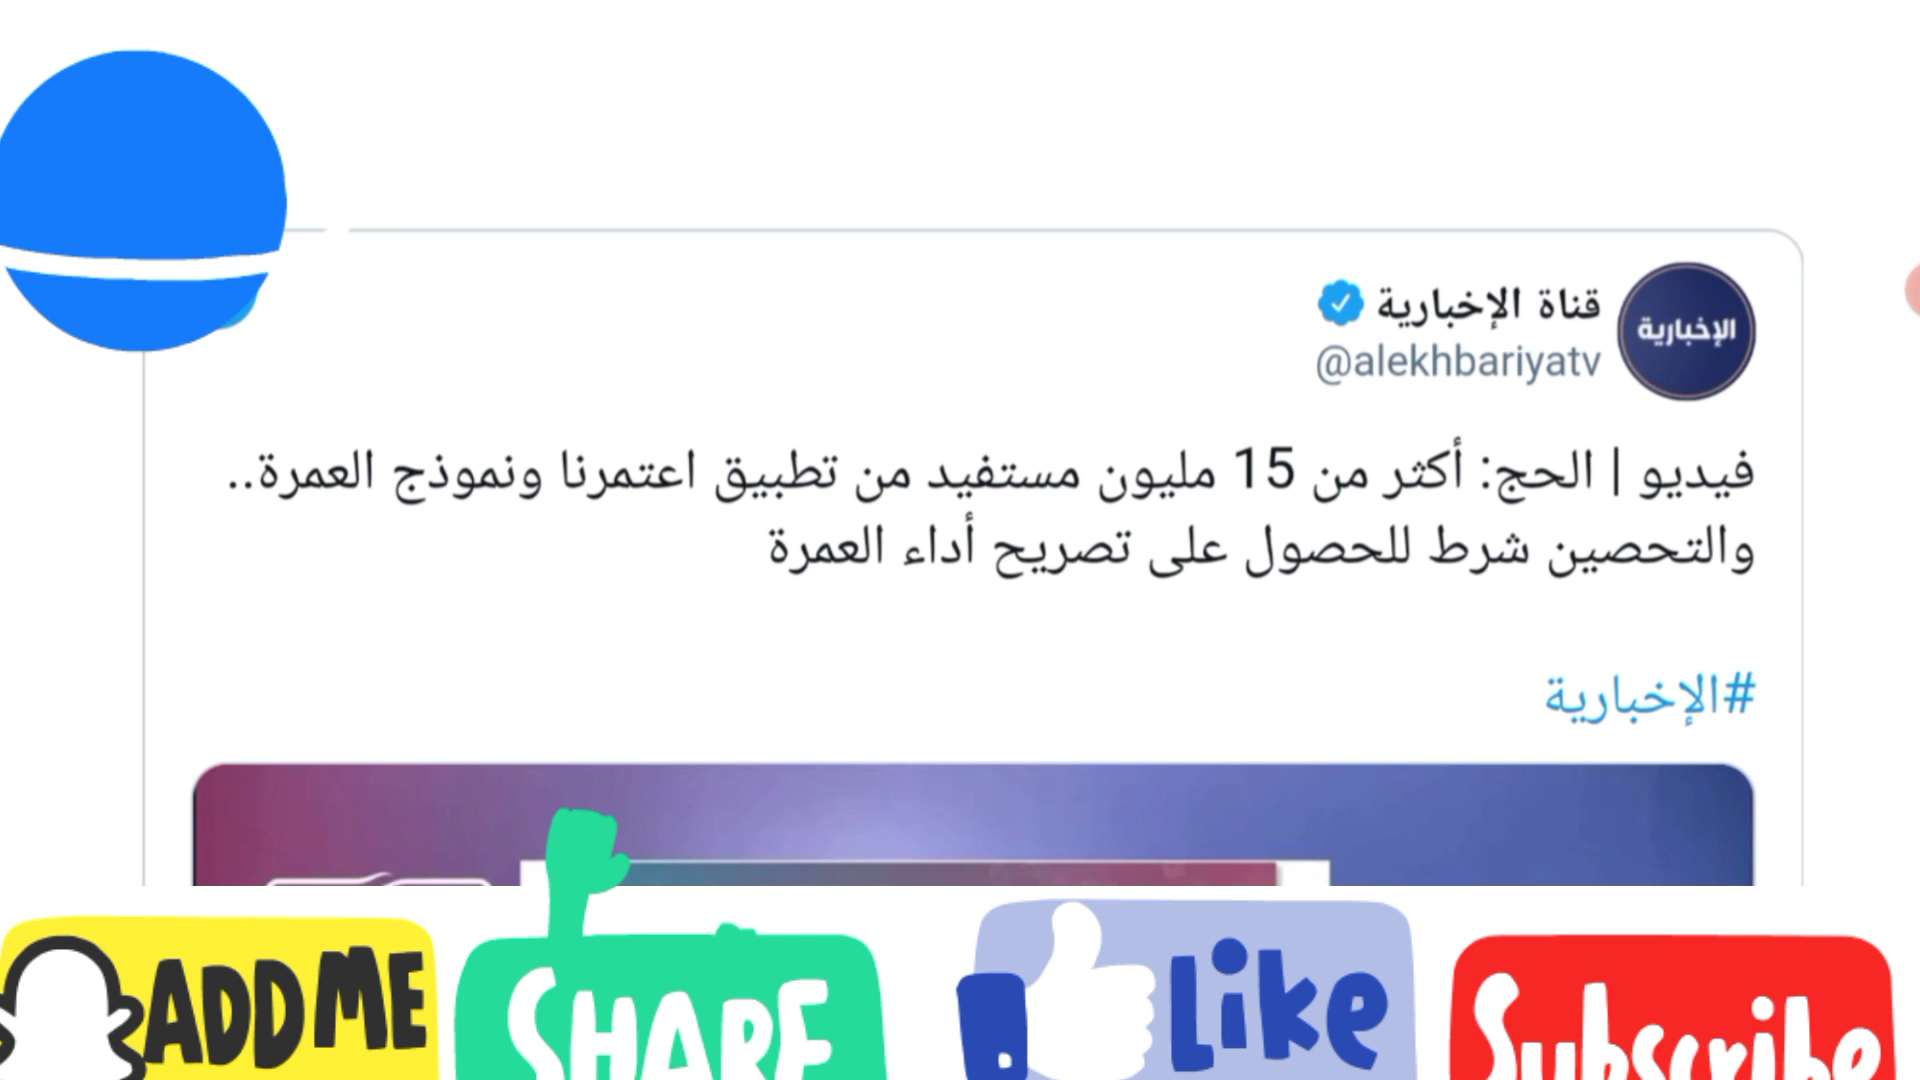 قناة الإخبارية
@alekhbariyatv
الإخبارية
فيديو | الحج: أكثر من 15 مليون مستفيد من تطبيق اعتمرنا ونموذج العمرة..
والتحصين شرط للحصول على تصريح أداء العمرة
#الإخبارية
ADD ME
SHARE
Like
Subscribe